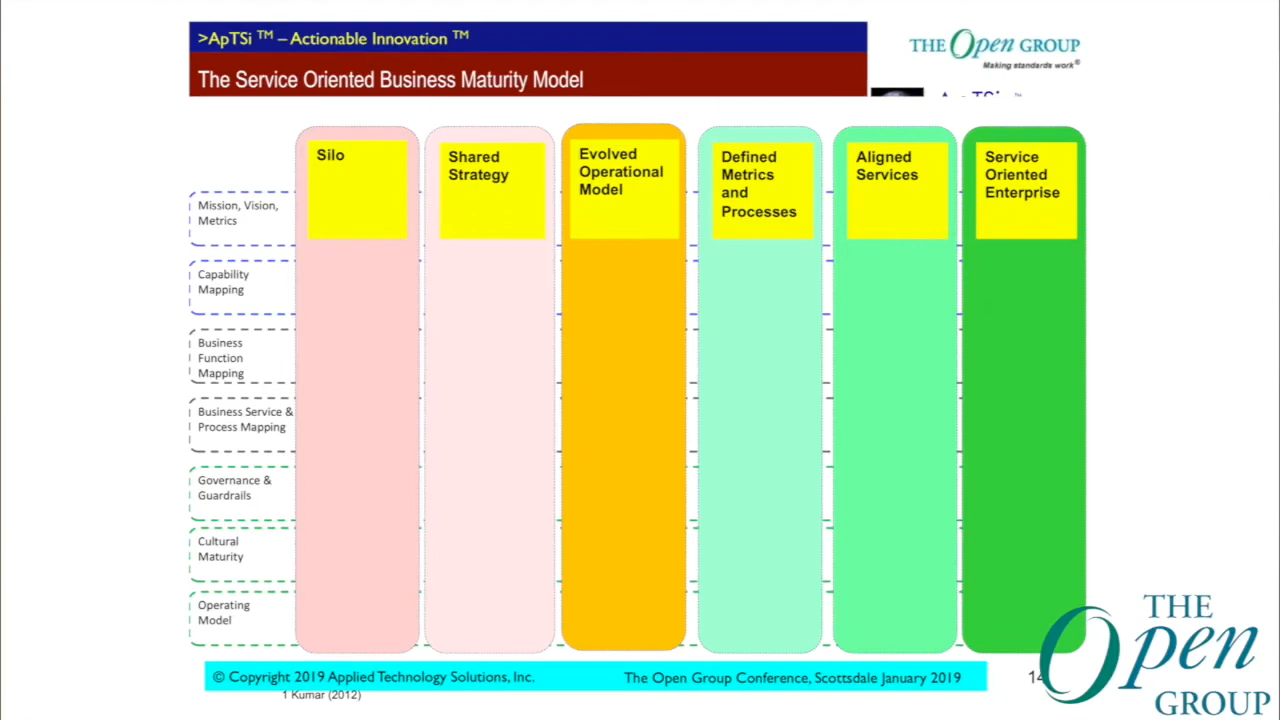 >ApTSi ™ – Actionable Innovation ™
The Service Oriented Business Maturity Model
THE Open GROUP
Making standards work®
Silo
Shared
Strategy
Evolved
Operational
Model
Defined
Metrics
and
Processes
Aligned
Services
Service
Oriented
Enterprise
Mission, Vision,
Metrics
Capability
Mapping
Business
Function
Mapping
Business Service &
Process Mapping
Governance &
Guardrails
Cultural
Maturity
Operating
Model
© Copyright 2019 Applied Technology Solutions, Inc.
The Open Group Conference, Scottsdale January 2019
14
1 Kumar (2012)
THE
Open
GROUP